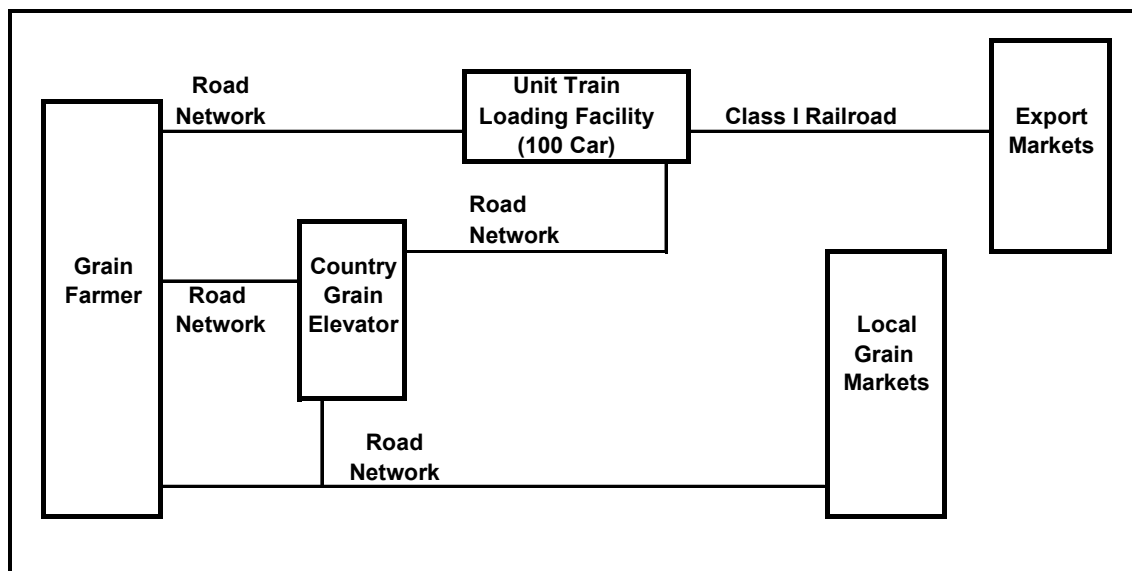 Road
Network
Unit Train
Loading Facility
(100 Car)
Class I Railroad
Export
Markets
Road
Network
Grain
Farmer
Road
Network
Country
Grain
Elevator
Local
Grain
Markets
Road
Network